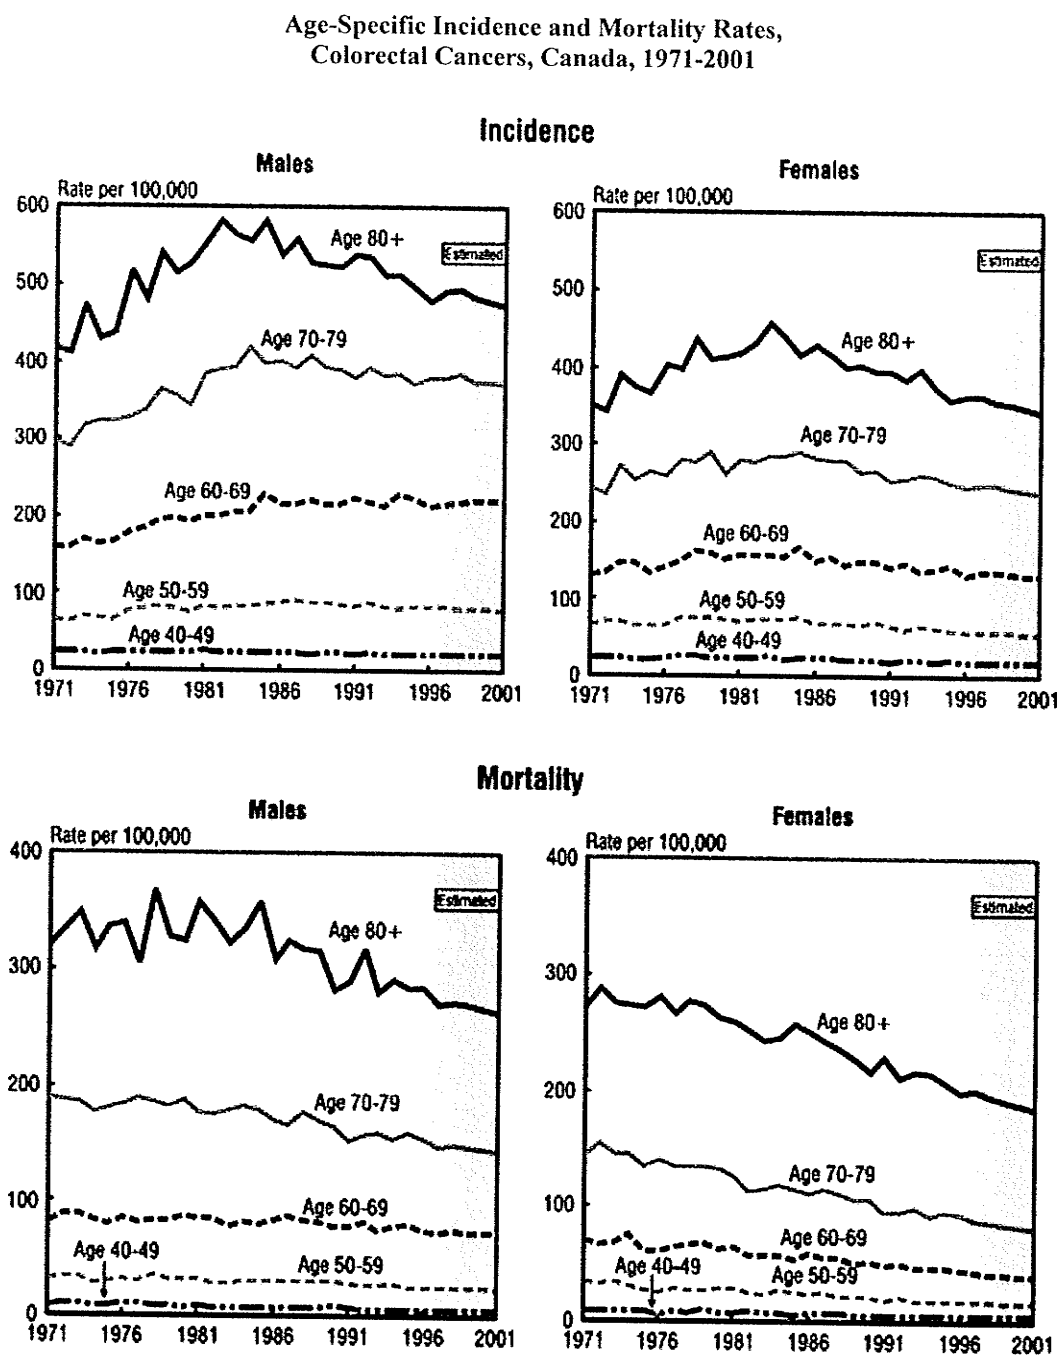 Age-Specific Incidence and Mortality Rates,
Colorectal Cancers, Canada, 1971-2001
Incidence
Males
Rate per 100,000
600
500
400
300
200
100
0
Age 80+
Estimated
Age 70-79
Age 60-69
Age 50-59
Age 40-49
1971 1976 1981 1986 1991 1996 2001
Females
Rate per 100,000
600
500
400
300
200
100
0
Estimated
Age 80+
Age 70-79
Age 60-69
Age 50-59
Age 40-49
1971 1976 1981 1986 1991 1996 2001
Mortality
Males
Rate per 100,000
400
300
200
100
0
Estimated
Age 80+
Age 70-79
Age 60-69
Age 40-49
Age 50-59
1971 1976 1981 1986 1991 1996 2001
Females
Rate per 100,000
400
300
200
100
0
Estimated
Age 80+
Age 70-79
Age 60-69
Age 40-49
Age 50-59
1971 1976 1981 1986 1991 1996 2001